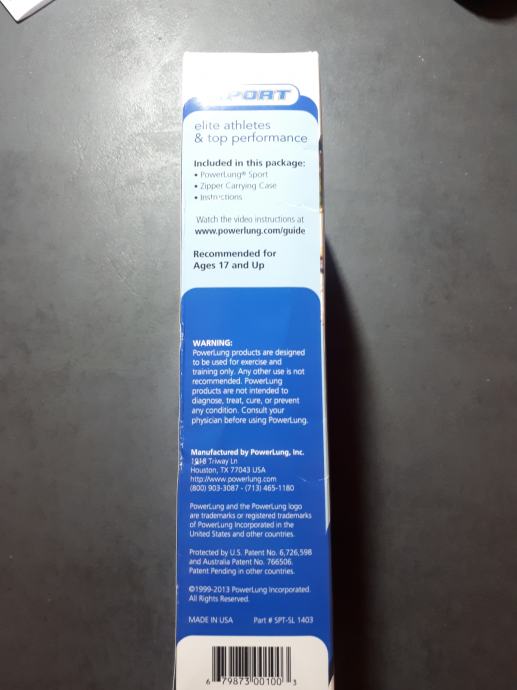 PORT
elite athletes
& top performance
Included in this package:
• PowerLung® Sport
• Zipper Carrying Case
• Instructions
Watch the video instructions at
www.powerlung.com/guide
Recommended for
Ages 17 and Up
WARNING:
PowerLung products are designed
to be used for exercise and
training only. Any other use is not
recommended. PowerLung
products are not intended to
diagnose, treat, cure, or prevent
any condition. Consult your
physician before using PowerLung.
Manufactured by PowerLung, Inc.
Triway Ln
Houston, TX 77043 USA
http://www.powerlung.com
(800) 903-3087 - (713) 465-1180
PowerLung and the PowerLung logo
are trademarks or registered trademarks
of PowerLung Incorporated in the
United States and other countries.
Protected by U.S. Patent No. 6,726,598
and Australia Patent No. 766506.
Patent Pending in other countries.
©1999-2013 PowerLung Incorporated.
All Rights Reserved.
MADE IN USA Part # SPT-SL 1403
6 79873 00100 3